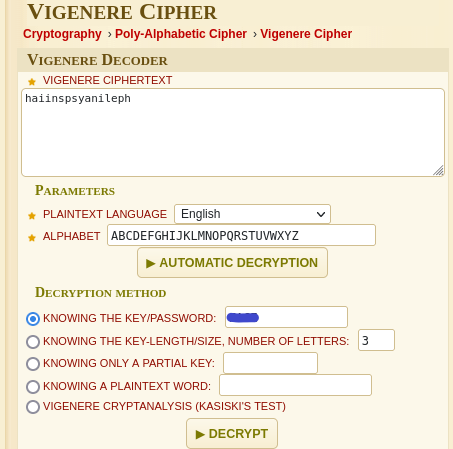 Vigenere Cipher
Cryptography › Poly-Alphabetic Cipher › Vigenere Cipher
Vigenere Decoder
★ VIGENERE CIPHERTEXT
haiinspsyanileph
Parameters
★ PLAINTEXT LANGUAGE English
★ ALPHABET ABCDEFGHIJKLMNOPQRSTUVWXYZ
▶ AUTOMATIC DECRYPTION
Decryption method
KNOWING THE KEY/PASSWORD:
KNOWING THE KEY-LENGTH/SIZE, NUMBER OF LETTERS: 3
KNOWING ONLY A PARTIAL KEY:
KNOWING A PLAINTEXT WORD:
VIGENERE CRYPTANALYSIS (KASISKI'S TEST)
▶ DECRYPT